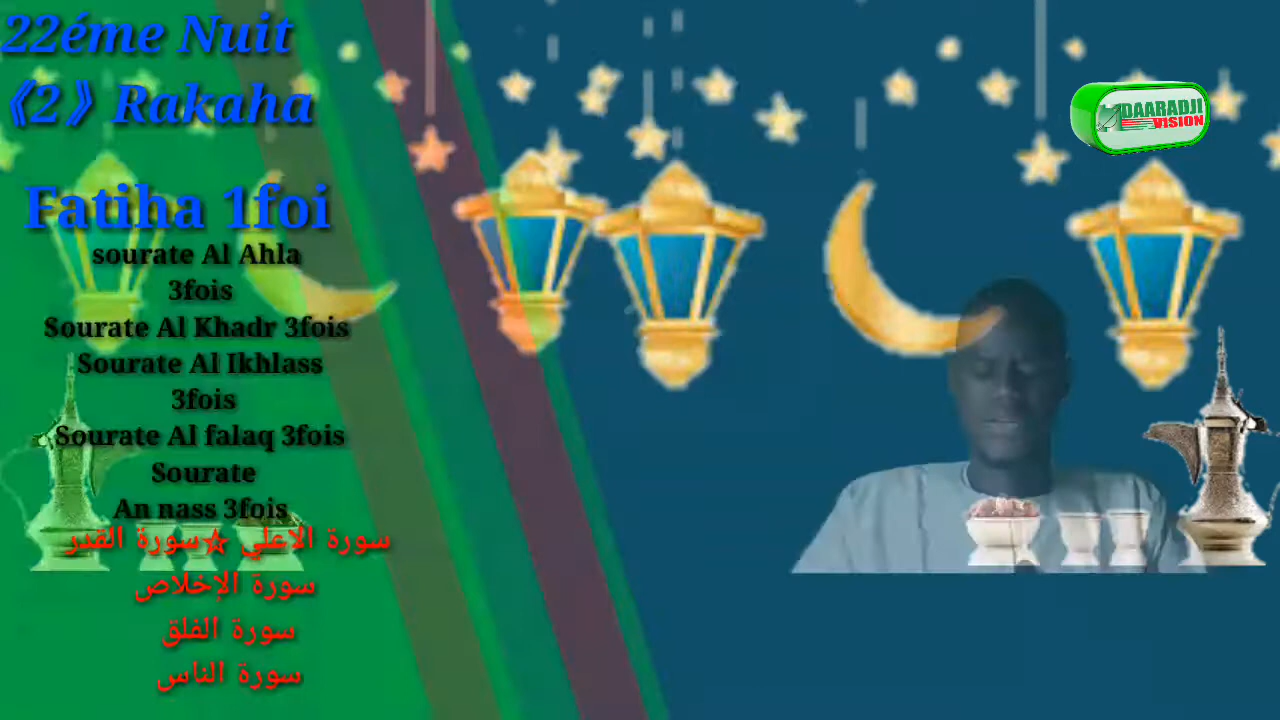 22éme Nuit
《2》Rakaha
Fatiha 1foi
sourate Al Ahla
3fois
Sourate Al Khadr 3fois
Sourate Al Ikhlass
3fois
Sourate Al falaq 3fois
Sourate
An nass 3fois
سورة الاعلي ☆سورة القدر
سورة الإخلاص
سورة الفلق
سورة الناس
DAARADJI
VISION